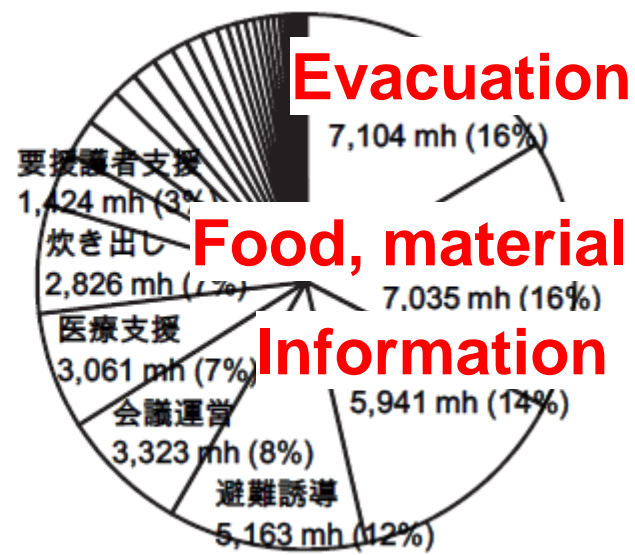 Evacuation
7,104 mh (16%)
Food, material
7,035 mh (16%)
Information
5,941 mh (14%)
避難誘導
5,163 mh (12%)
会議運営
3,323 mh (8%)
医療支援
3,061 mh (7%)
炊き出し
2,826 mh (7%)
要援護者支援
1,424 mh (3%)